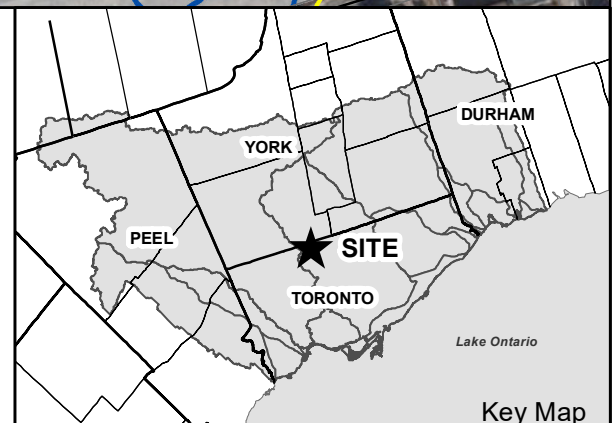 DURHAM
YORK
PEEL
SITE
TORONTO
Lake Ontario
Key Map